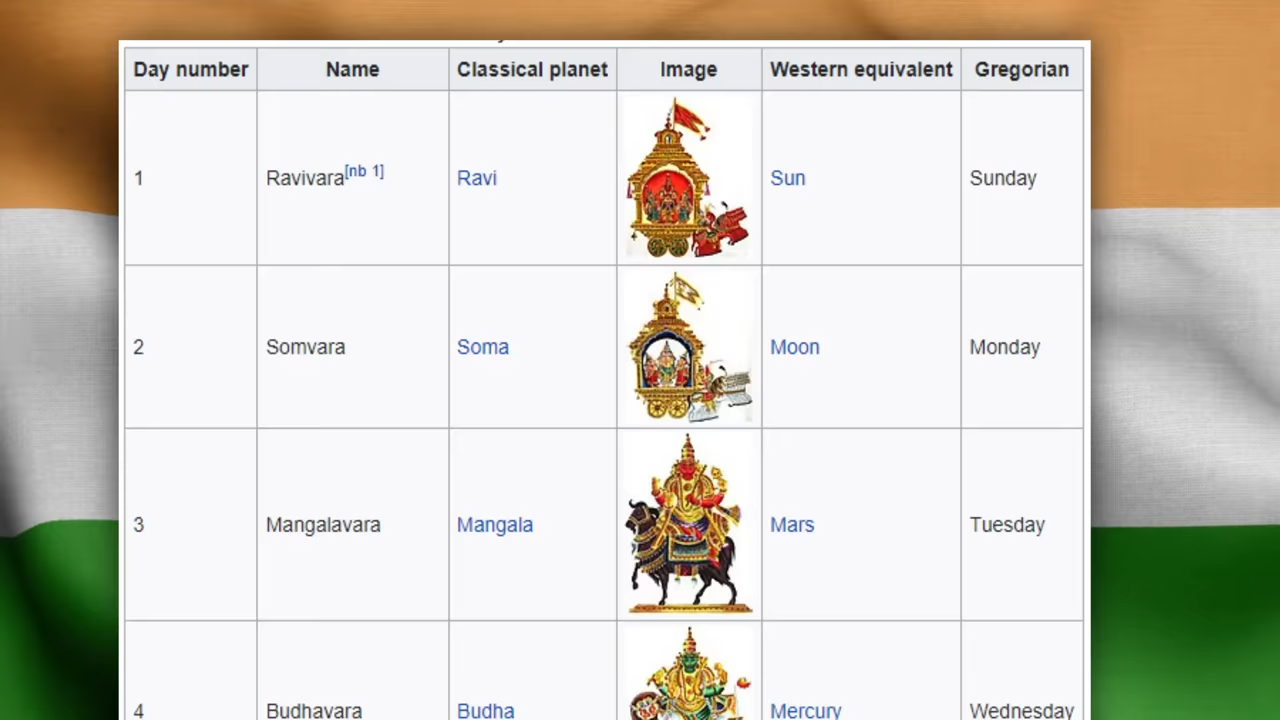 Day number Name Classical planet Image Western equivalent Gregorian
1 Ravivara[nb 1] Ravi Sun Sunday
2 Somvara Soma Moon Monday
3 Mangalavara Mangala Mars Tuesday
4 Budhavara Budha Mercury Wednesday